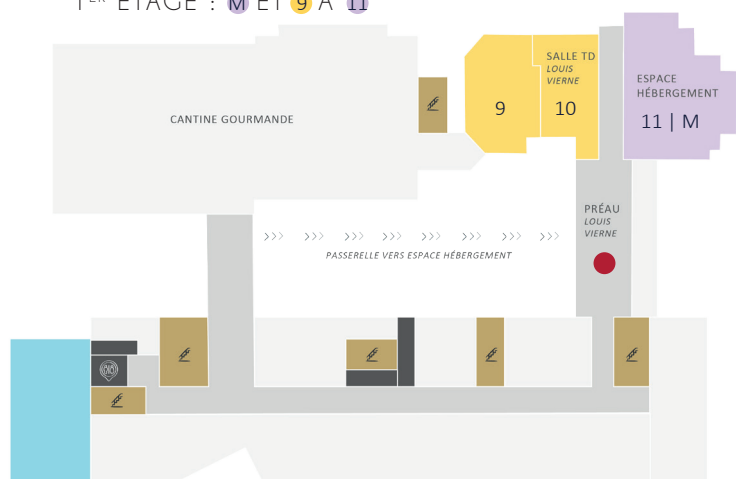 1ER ÉTAGE : M ET 9 À 11
SALLE TD
LOUIS
VIERNE
ESPACE
HÉBERGEMENT
9
10
11 | M
CANTINE GOURMANDE
PRÉAU
LOUIS
VIERNE
>>> >>> >>> >>> >>> >>> >>> >>>
PASSERELLE VERS ESPACE HÉBERGEMENT